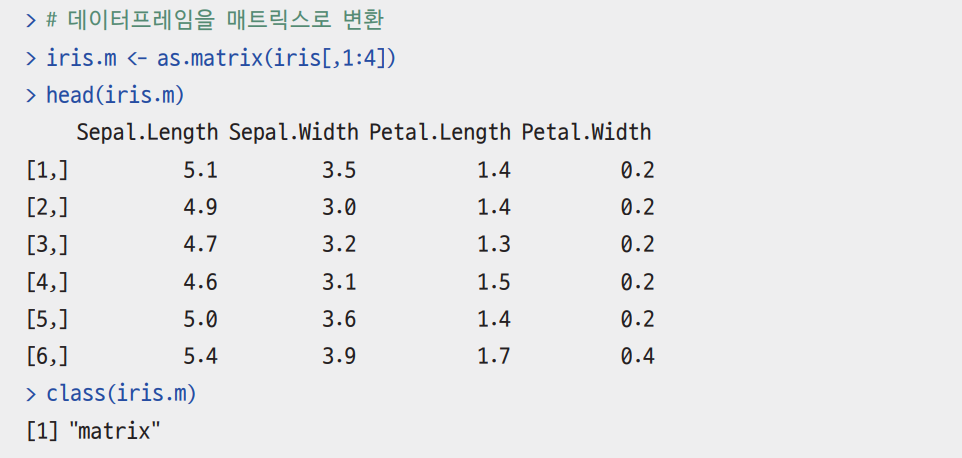 > # 데이터프레임을 매트릭스로 변환
> iris.m <- as.matrix(iris[,1:4])
> head(iris.m)
Sepal.Length Sepal.Width Petal.Length Petal.Width
[1,] 5.1 3.5 1.4 0.2
[2,] 4.9 3.0 1.4 0.2
[3,] 4.7 3.2 1.3 0.2
[4,] 4.6 3.1 1.5 0.2
[5,] 5.0 3.6 1.4 0.2
[6,] 5.4 3.9 1.7 0.4
> class(iris.m)
[1] "matrix"